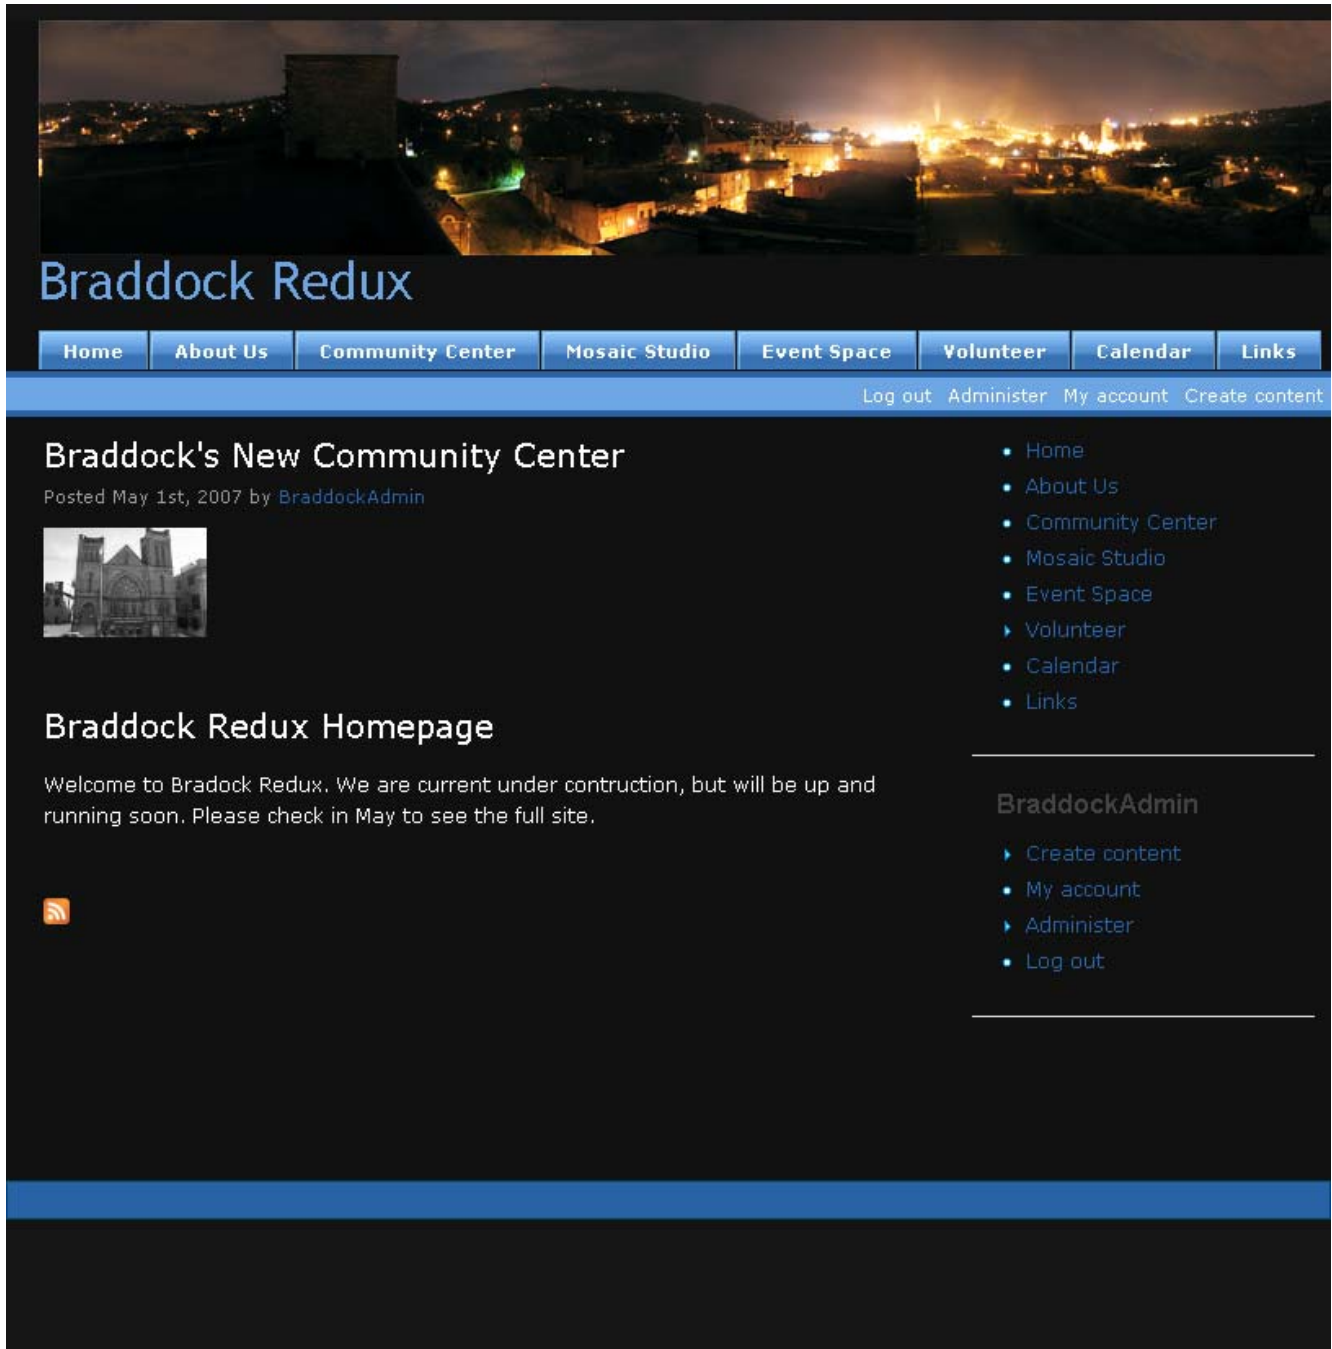 Braddock Redux
Home About Us Community Center Mosaic Studio Event Space Volunteer Calendar Links
Log out Administer My account Create content
Braddock's New Community Center
Posted May 1st, 2007 by BraddockAdmin
Braddock Redux Homepage
Welcome to Bradock Redux. We are current under contruction, but will be up and
running soon. Please check in May to see the full site.
Home
About Us
Community Center
Mosaic Studio
Event Space
Volunteer
Calendar
Links
BraddockAdmin
Create content
My account
Administer
Log out